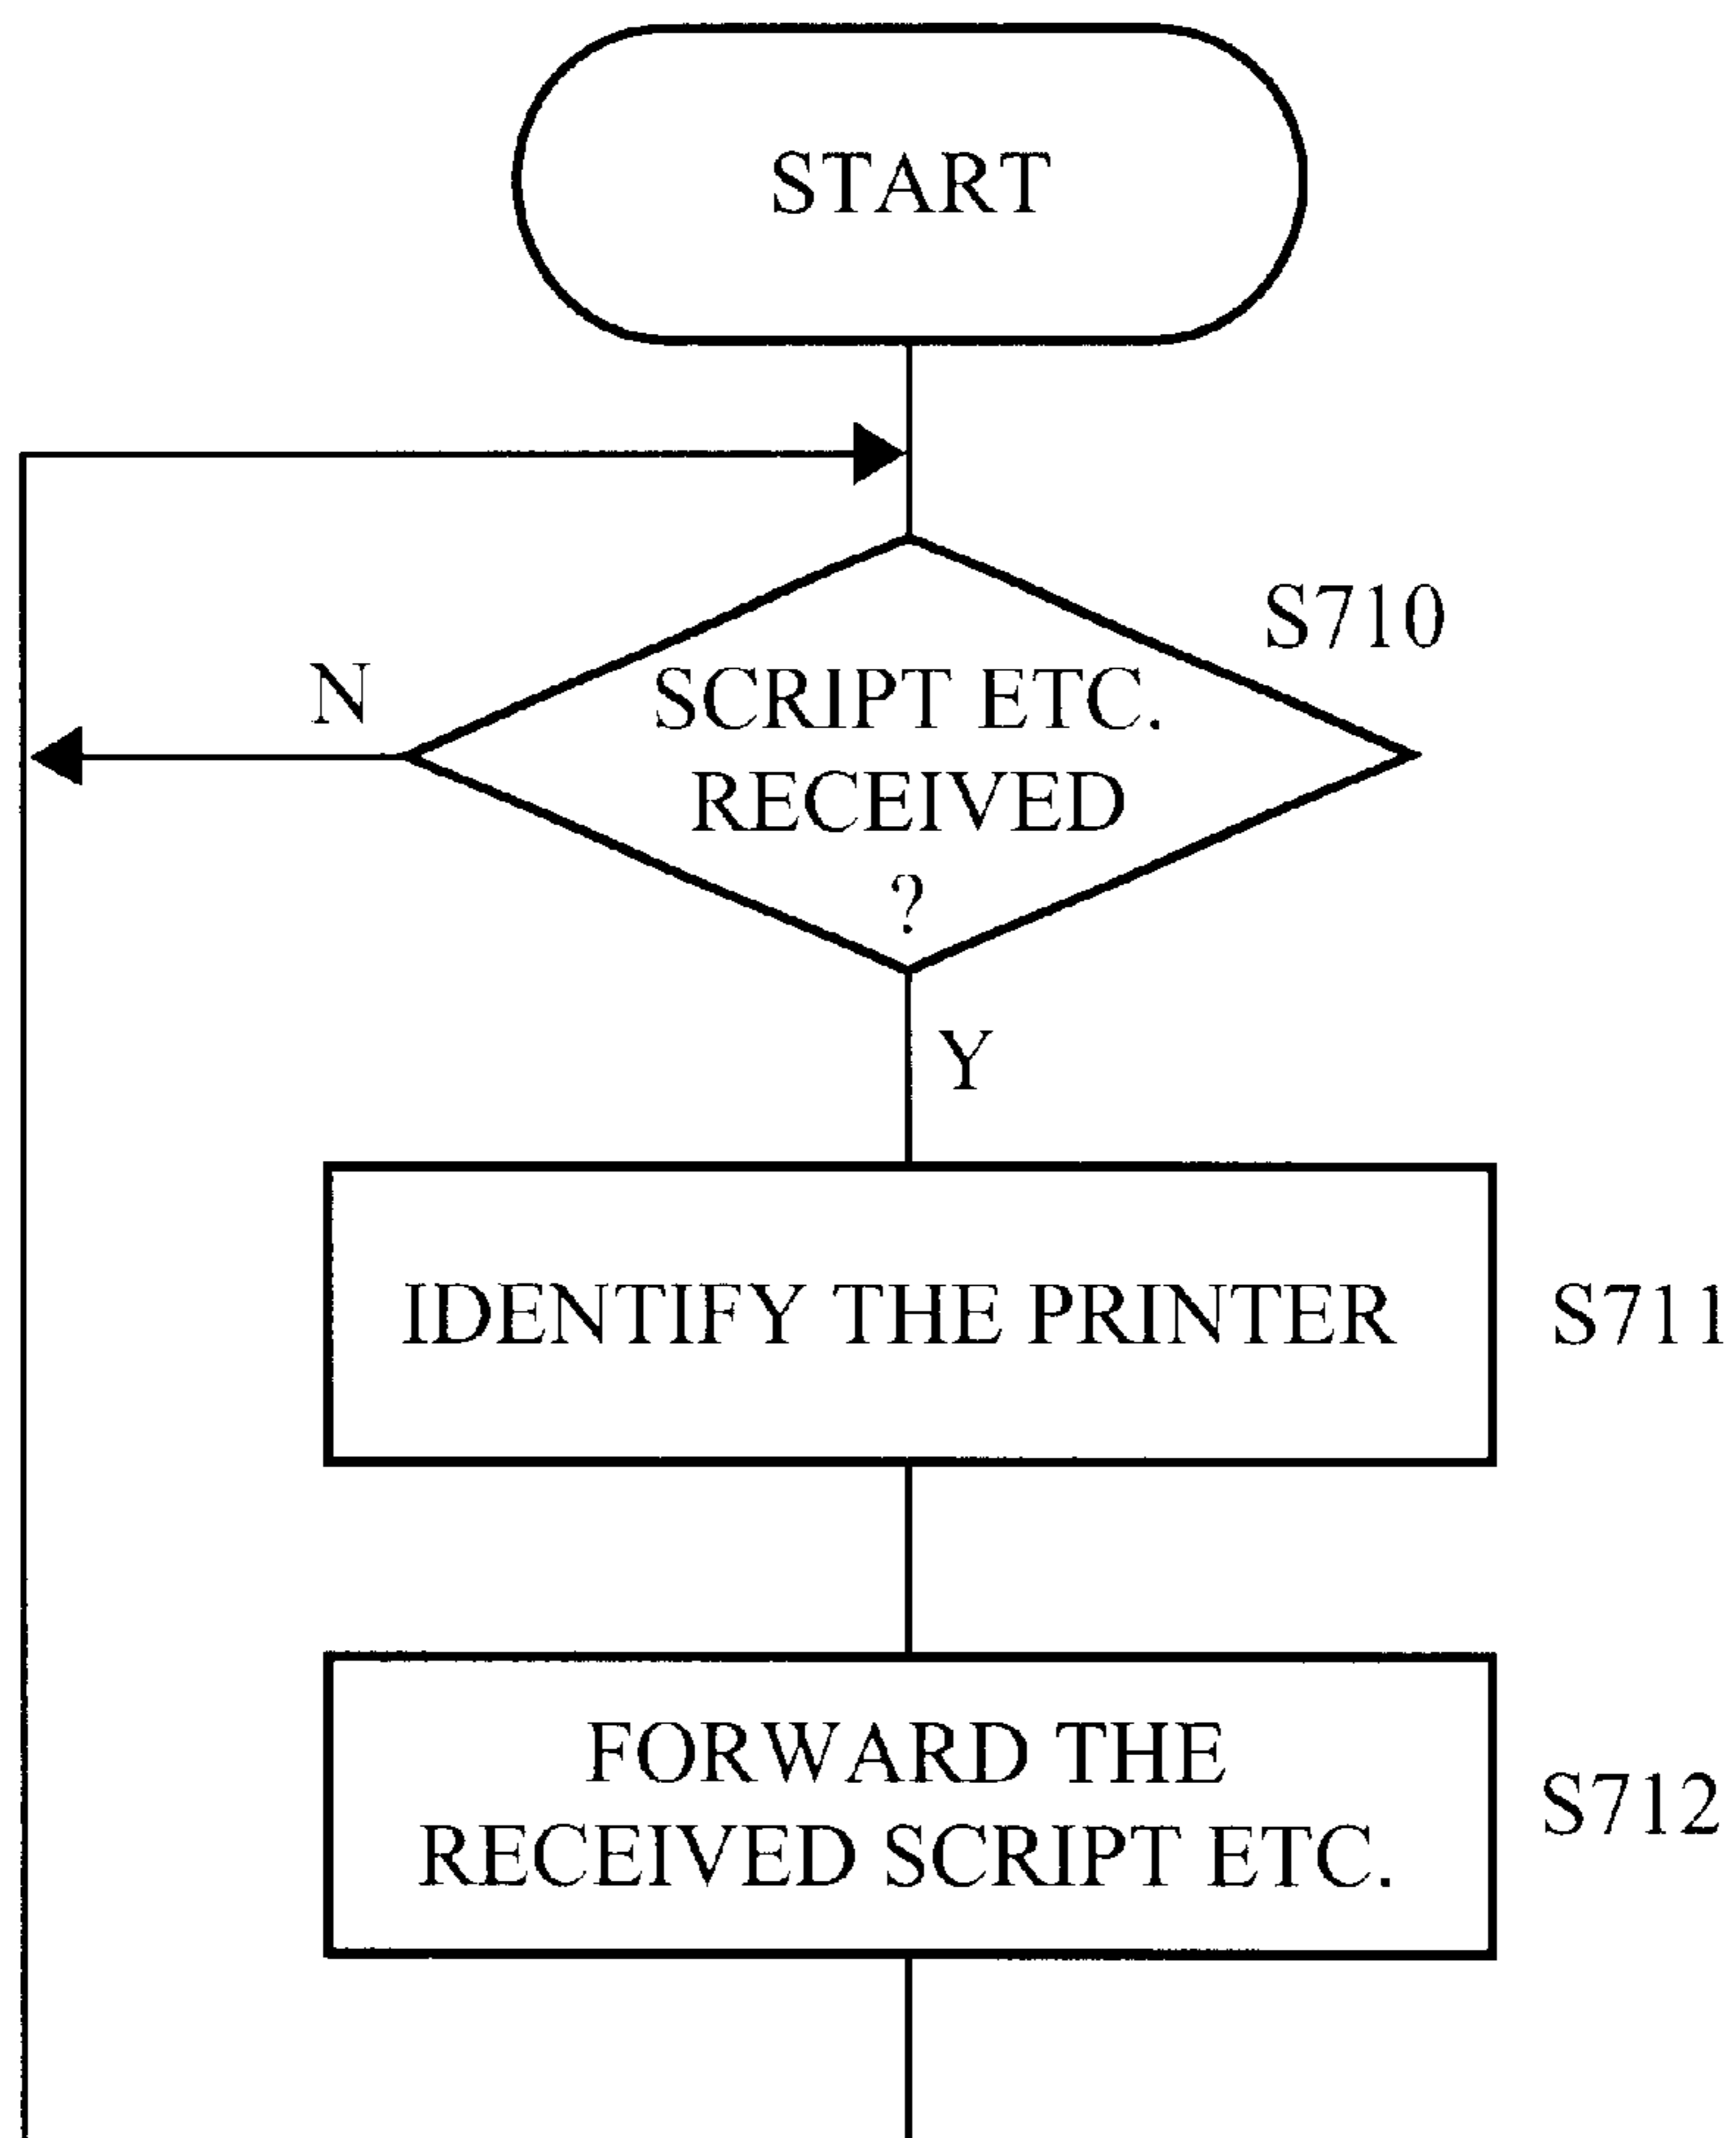 START
S710
N
SCRIPT ETC.
RECEIVED
?
Y
IDENTIFY THE PRINTER
S711
FORWARD THE
RECEIVED SCRIPT ETC.
S712